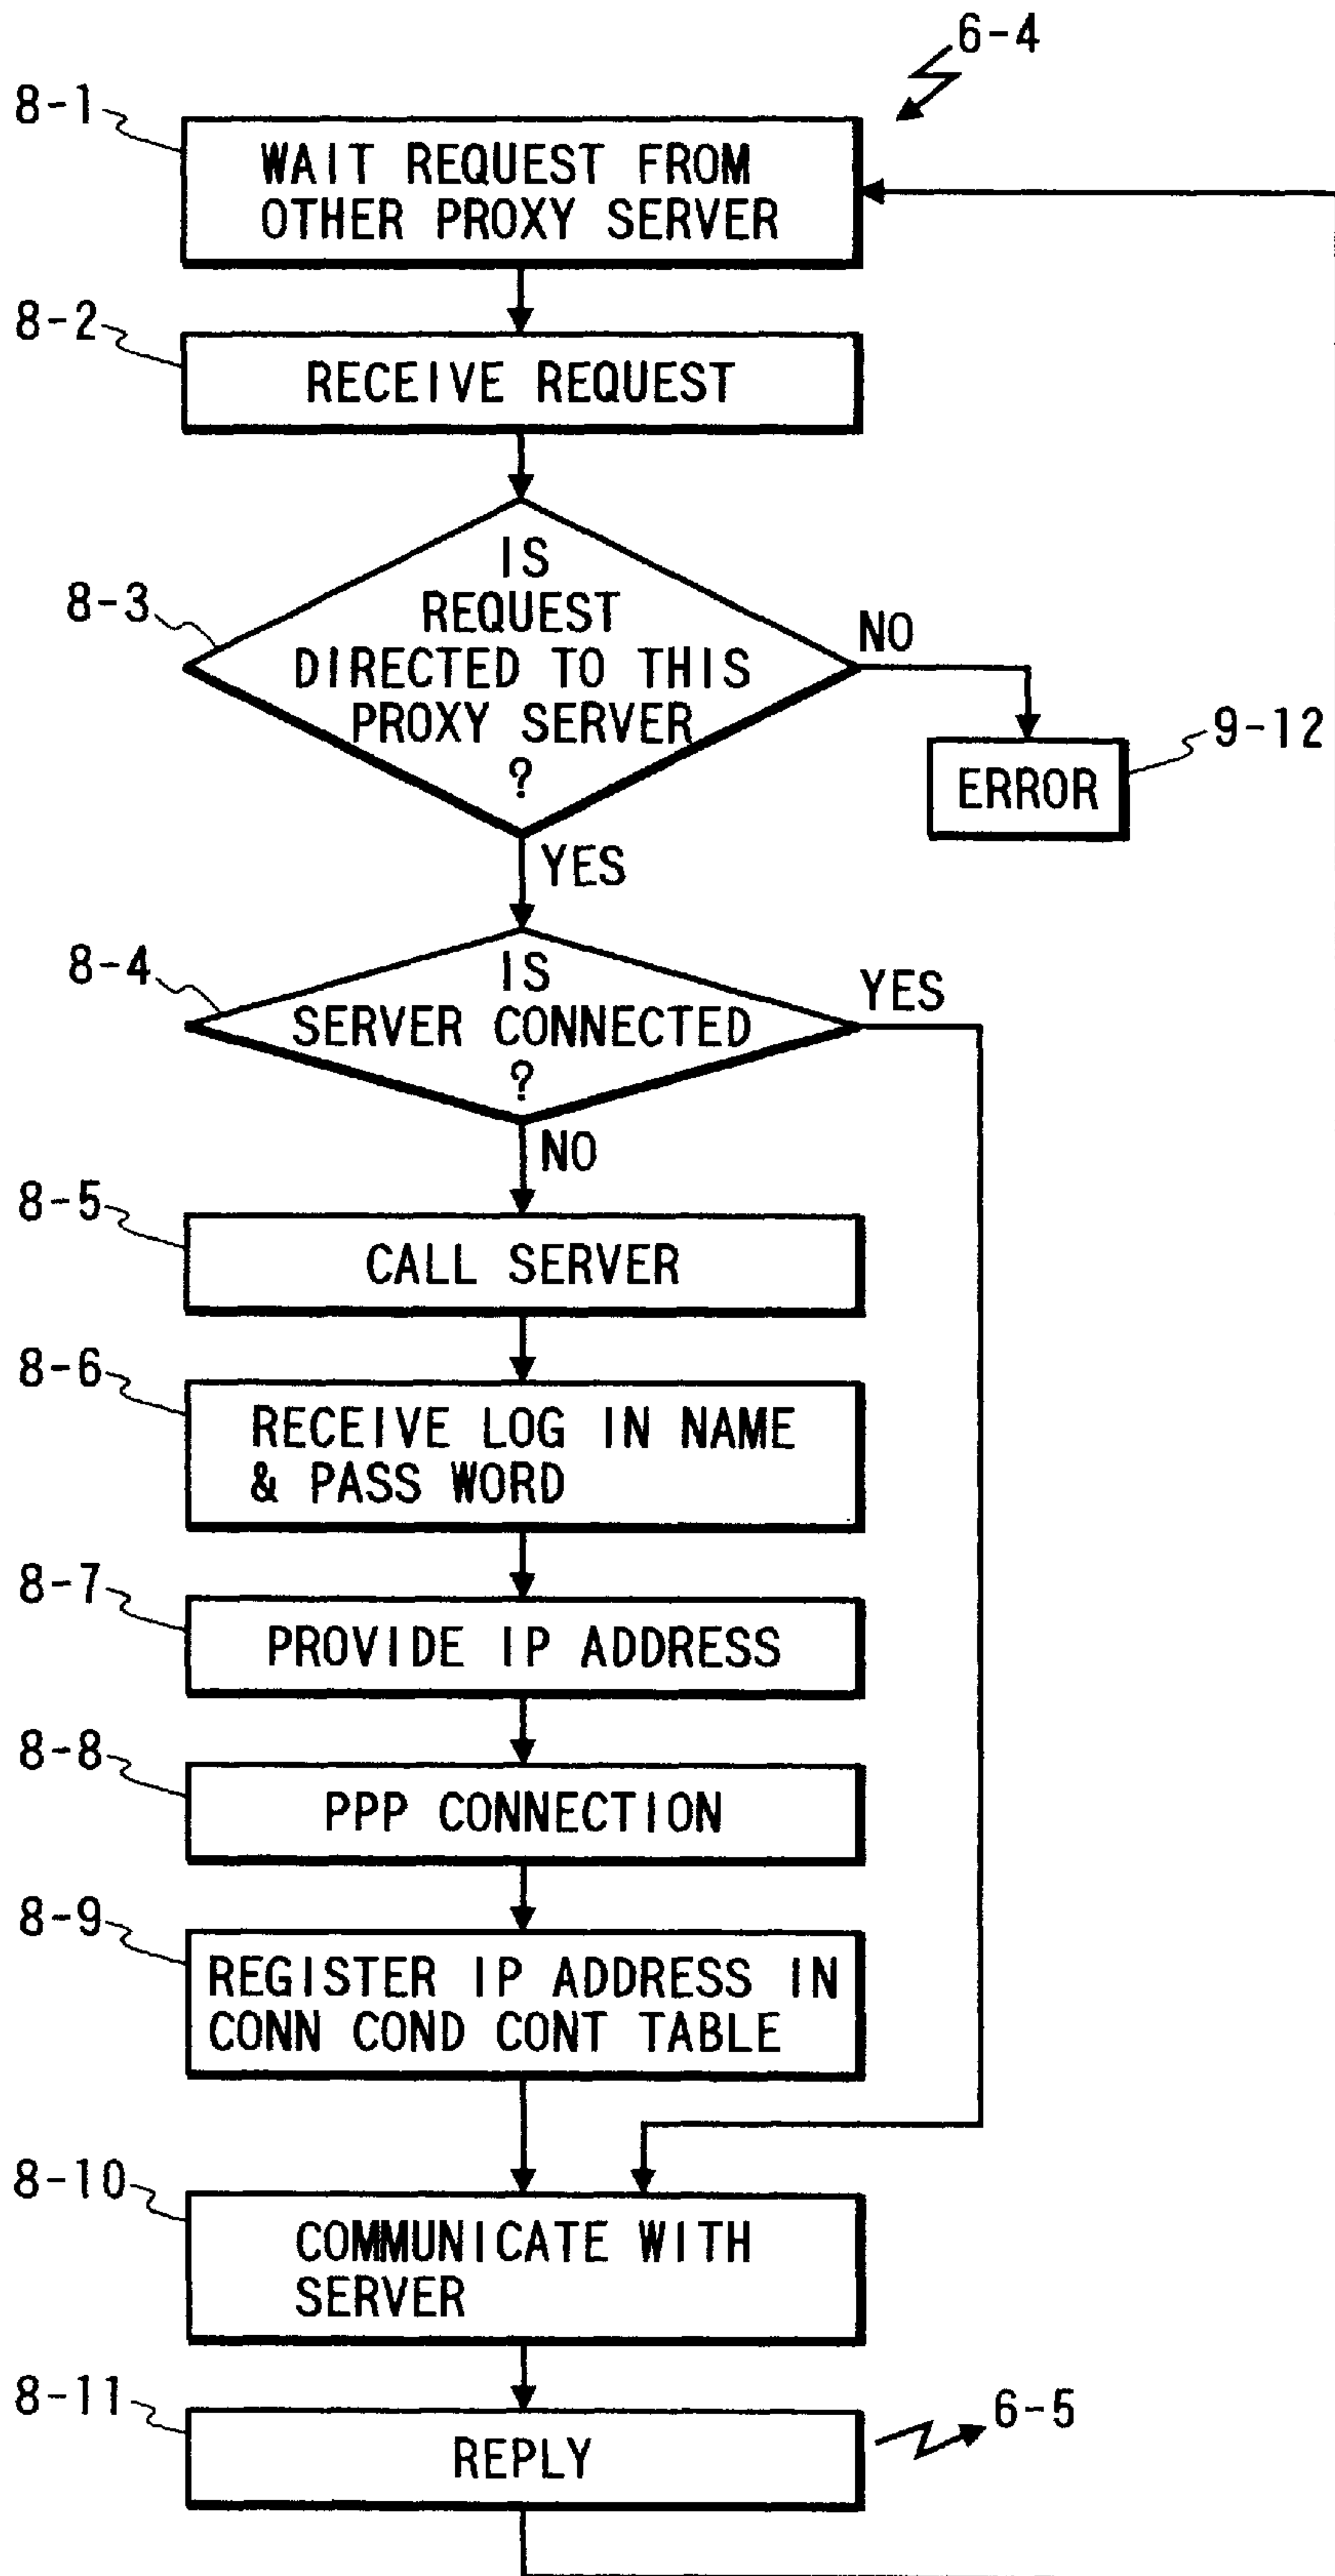 6-4
8-1
WAIT REQUEST FROM
OTHER PROXY SERVER
8-2
RECEIVE REQUEST
8-3
IS
REQUEST
DIRECTED TO THIS
PROXY SERVER
?
NO
9-12
ERROR
YES
8-4
IS
SERVER CONNECTED
?
YES
NO
8-5
CALL SERVER
8-6
RECEIVE LOG IN NAME
& PASS WORD
8-7
PROVIDE IP ADDRESS
8-8
PPP CONNECTION
8-9
REGISTER IP ADDRESS IN
CONN COND CONT TABLE
8-10
COMMUNICATE WITH
SERVER
8-11
REPLY
6-5